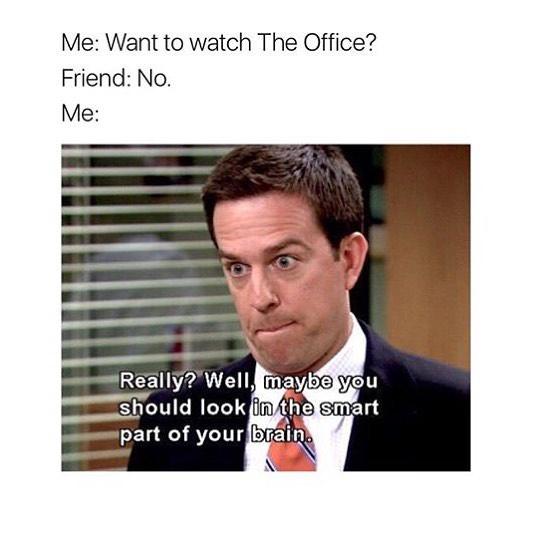 Me: Want to watch The Office?
Friend: No.
Me:
Really? Well, maybe you
should look in the smart
part of your brain.